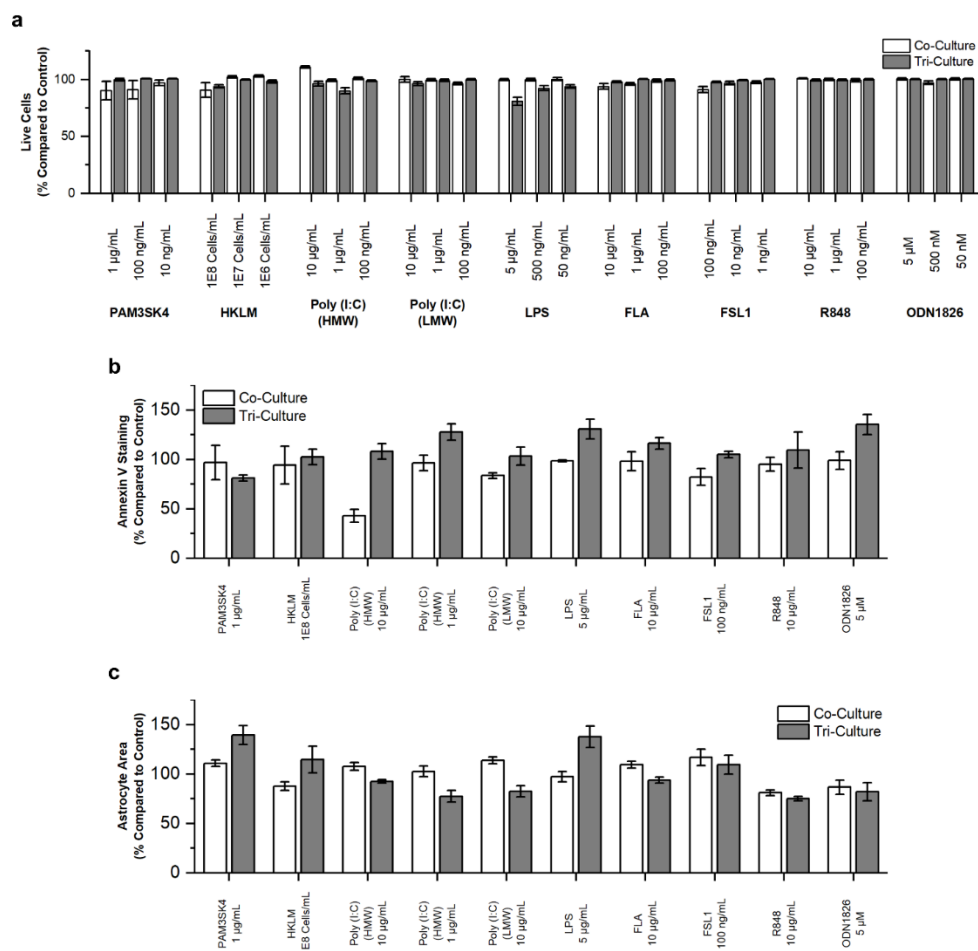 a
Live Cells
(% Compared to Control)
100
50
0
Co-Culture
Tri-Culture
1 µg/mL
100 ng/mL
10 ng/mL
1E8 Cells/mL
1E7 Cells/mL
1E6 Cells/mL
10 µg/mL
1 µg/mL
100 ng/mL
10 µg/mL
1 µg/mL
100 ng/mL
5 µg/mL
500 ng/mL
50 ng/mL
10 µg/mL
1 µg/mL
100 ng/mL
100 ng/mL
10 ng/mL
1 ng/mL
10 µg/mL
1 µg/mL
100 ng/mL
5 µM
500 nM
50 nM
PAM3SK4
HKLM
Poly (I:C)
(HMW)
Poly (I:C)
(LMW)
LPS
FLA
FSL1
R848
ODN1826
b
Annexin V Staining
(% Compared to Control)
150
100
50
0
Co-Culture
Tri-Culture
PAM3SK4
1 µg/mL
HKLM
1E8 Cells/mL
Poly (I:C)
(HMW)
10 µg/mL
Poly (I:C)
(HMW)
1 µg/mL
Poly (I:C)
(LMW)
10 µg/mL
LPS
5 µg/mL
FLA
10 µg/mL
FSL1
100 ng/mL
R848
10 µg/mL
ODN1826
5 µM
c
Astrocyte Area
(% Compared to Control)
150
100
50
0
Co-Culture
Tri-Culture
PAM3SK4
1 µg/mL
HKLM
E8 Cells/mL
Poly (I:C)
(HMW)
10 µg/mL
Poly (I:C)
(HMW)
1 µg/mL
Poly (I:C)
(LMW)
10 µg/mL
LPS
5 µg/mL
FLA
10 µg/mL
FSL1
100 ng/mL
R848
10 µg/mL
ODN1826
5 µM